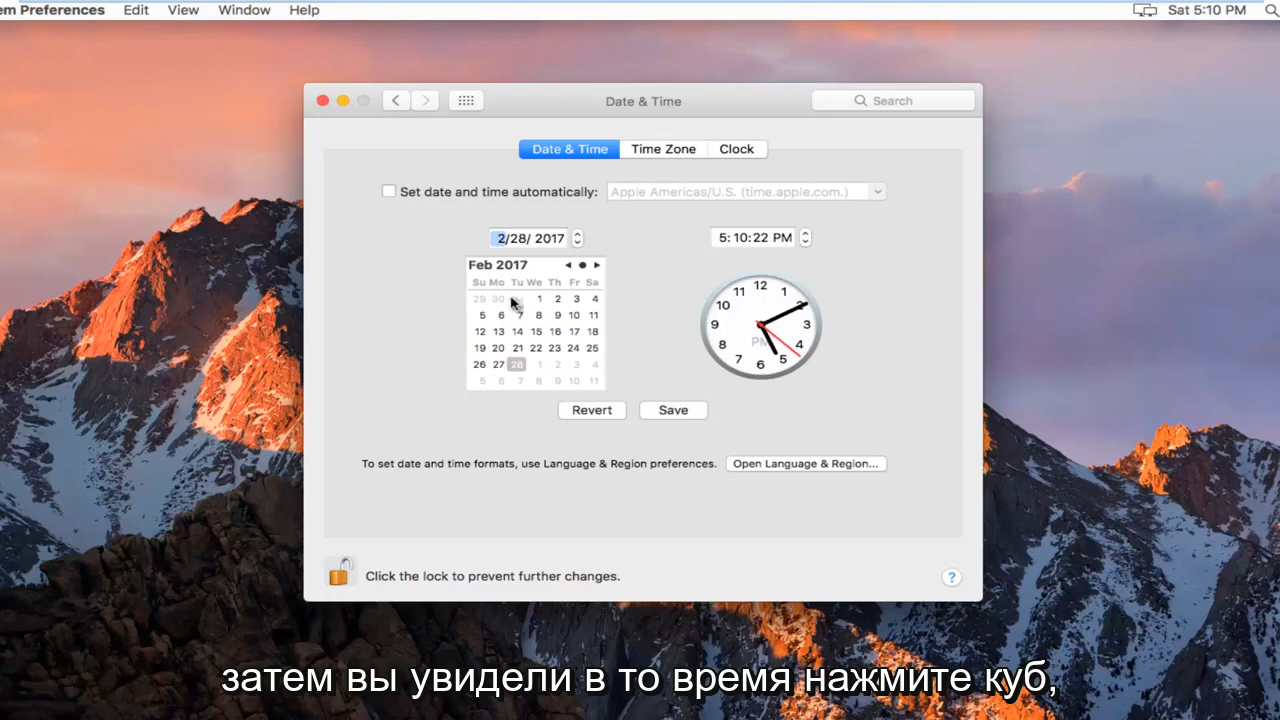 em Preferences Edit View Window Help Sat 5:10 PM
Date & Time
Search
Date & Time Time Zone Clock
Set date and time automatically: Apple Americas/U.S. (time.apple.com.)
2/28/ 2017 5:10:22 PM
Feb 2017
Su Mo Tu We Th Fr Sa
29 30 1 2 3 4
5 6 7 8 9 10 11
12 13 14 15 16 17 18
19 20 21 22 23 24 25
26 27 28 1 2 3 4
5 6 7 8 9 10 11
12 1 2 3 4 5 6 7 8 9 10 11
PM
Revert Save
To set date and time formats, use Language & Region preferences. Open Language & Region...
Click the lock to prevent further changes. ?
затем вы увидели в то время нажмите куб,